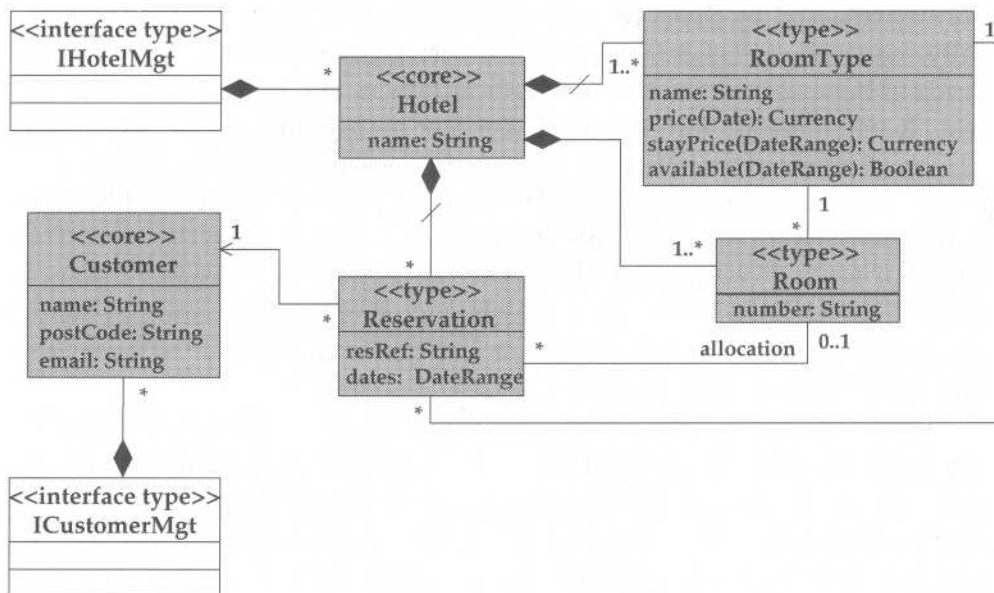 <<interface type>>
IHotelMgt
*
<<core>>
Hotel
name: String
1..*
<<type>>
RoomType
name: String
price(Date): Currency
stayPrice(DateRange): Currency
available(DateRange): Boolean
1
1
*
<<core>>
Customer
name: String
postCode: String
email: String
1
*
*
<<type>>
Reservation
resRef: String
dates: DateRange
*
*
1..*
<<type>>
Room
number: String
allocation
0..1
*
<<interface type>>
ICustomerMgt